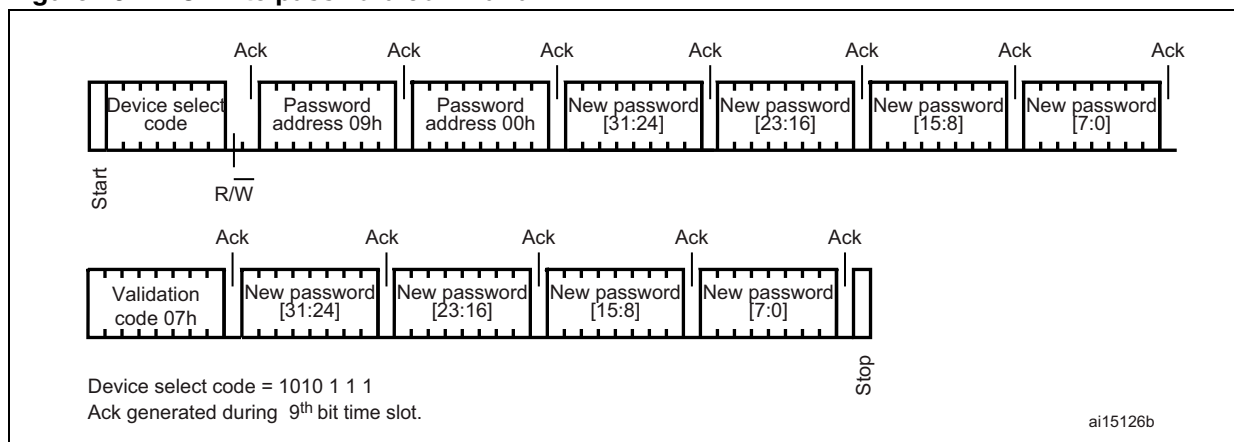 Ack Ack Ack Ack Ack Ack Ack
Device select Password Password New password New password New password New password
code address 09h address 00h [31:24] [23:16] [15:8] [7:0]
Start
R/W
Ack Ack Ack Ack Ack
Validation New password New password New password New password
code 07h [31:24] [23:16] [15:8] [7:0]
Stop
Device select code = 1010 1 1 1
Ack generated during 9th bit time slot.
ai15126b